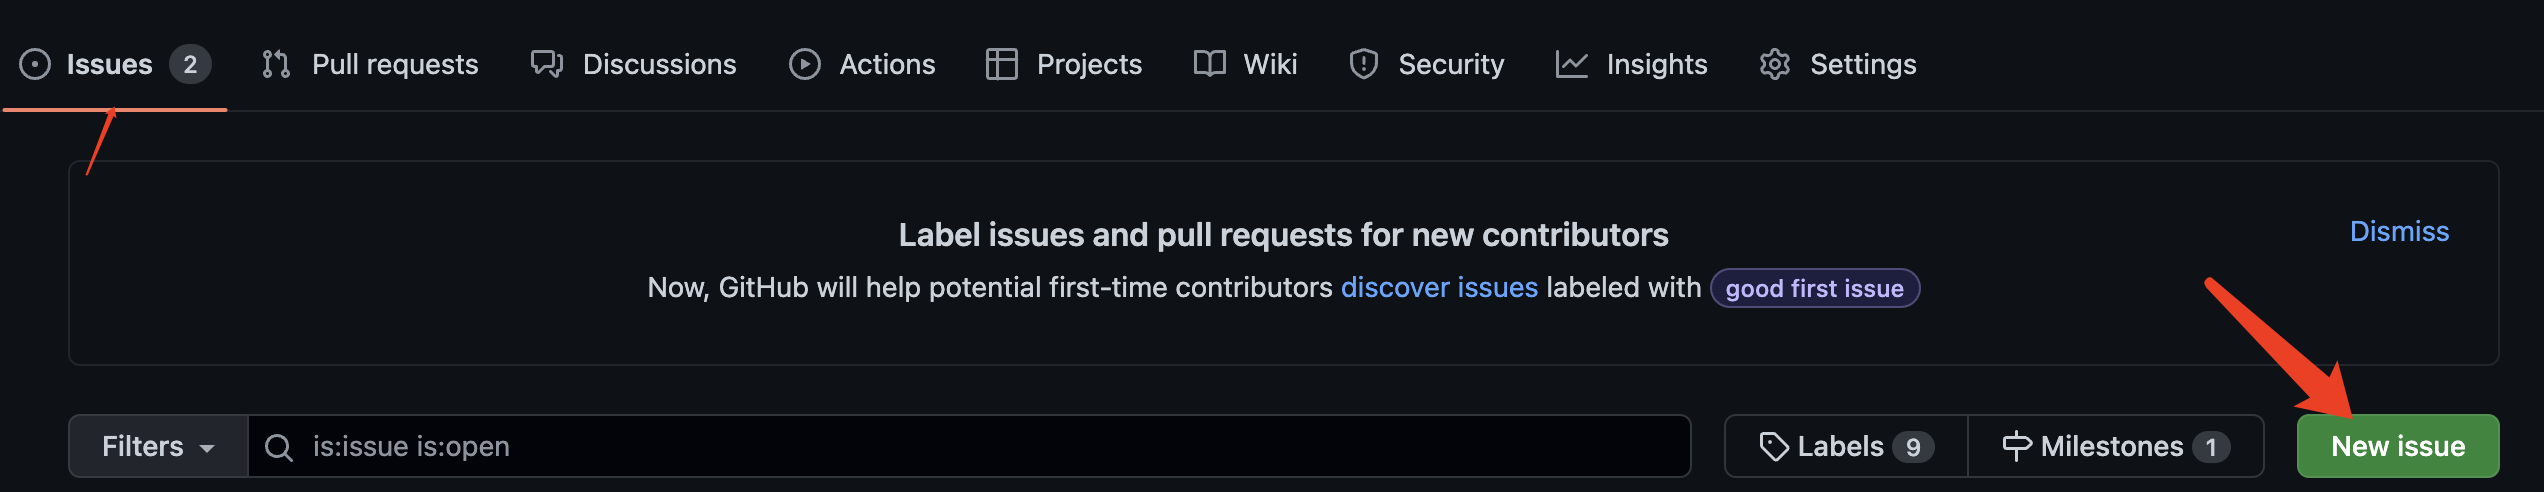 Issues 2 Pull requests Discussions Actions Projects Wiki Security Insights Settings
Label issues and pull requests for new contributors
Dismiss
Now, GitHub will help potential first-time contributors discover issues labeled with good first issue
Filters is:issue is:open Labels 9 Milestones 1 New issue